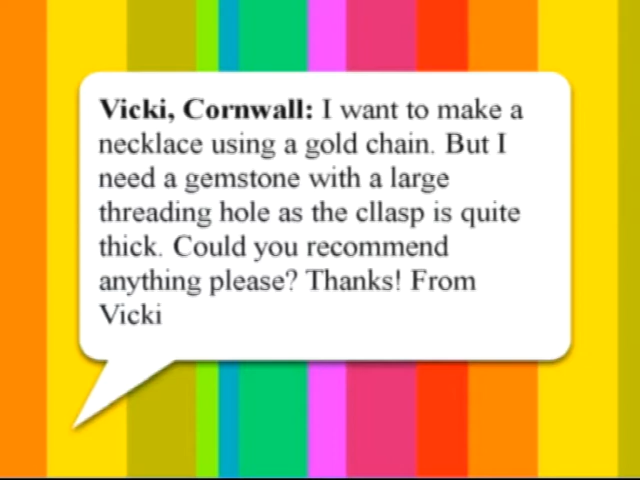 Vicki, Cornwall: I want to make a
necklace using a gold chain. But I
need a gemstone with a large
threading hole as the cllasp is quite
thick. Could you recommend
anything please? Thanks! From
Vicki